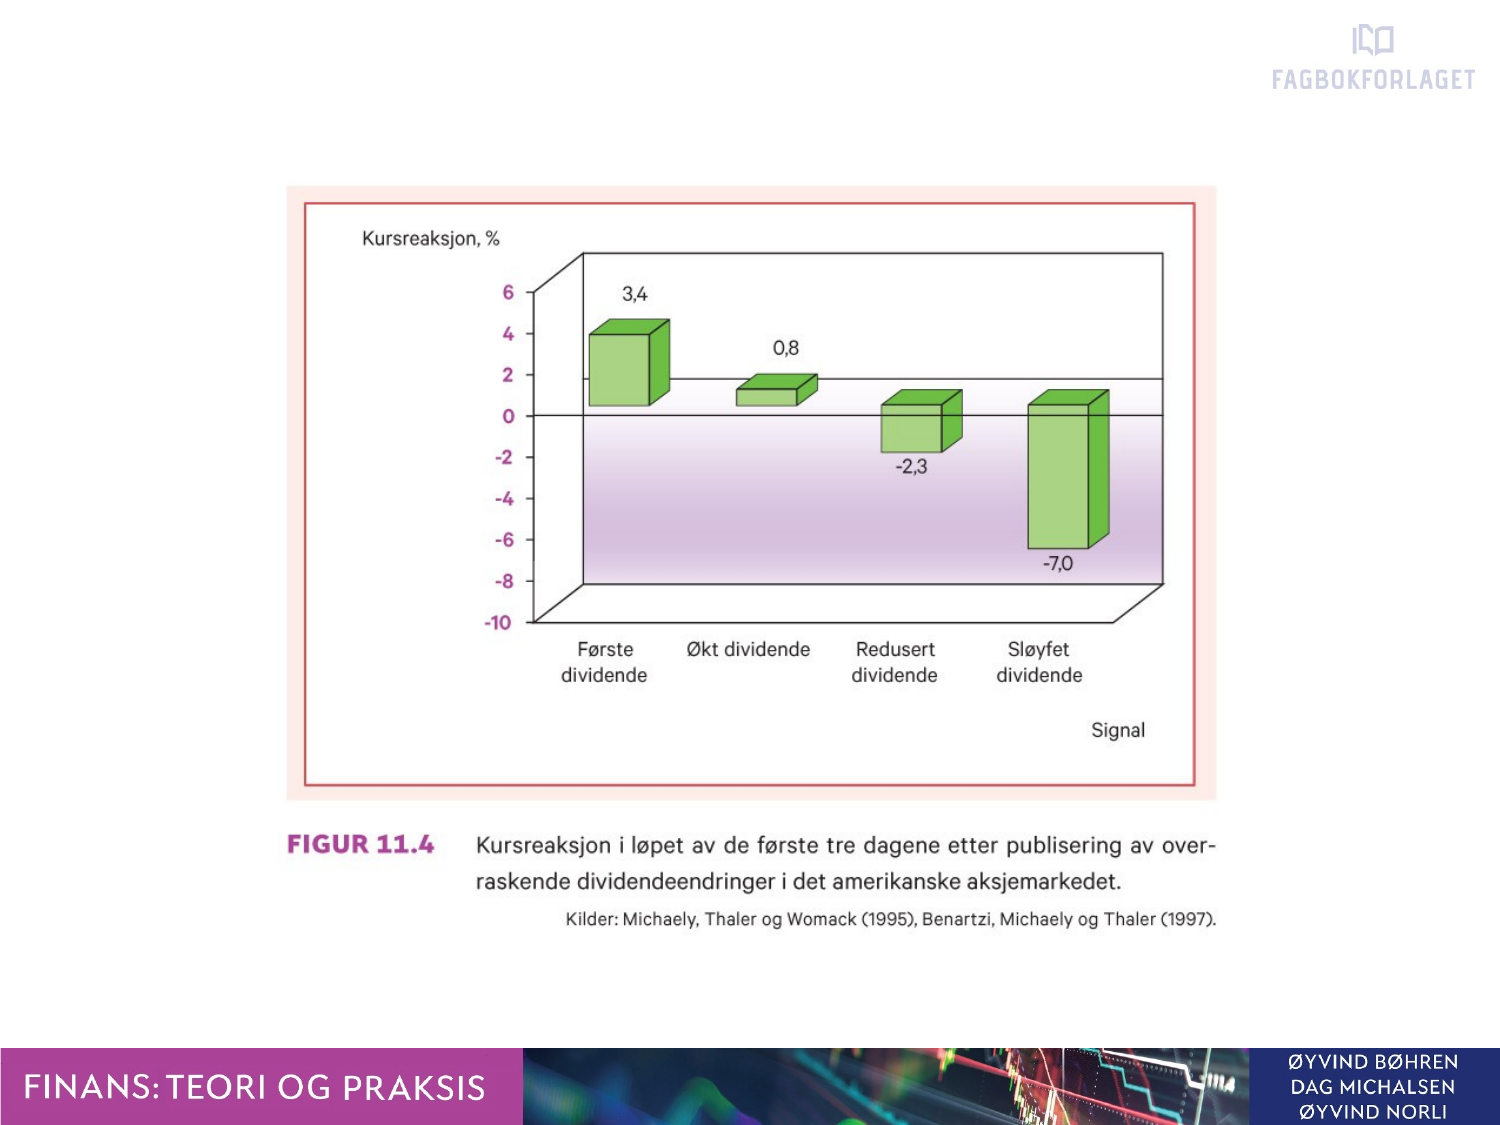 FAGBOKFORLAGET
Kursreaksjon, %
6
4
2
0
-2
-4
-6
-8
-10
3,4
0,8
-2,3
-7,0
Første
dividende
Økt dividende
Redusert
dividende
Sløyfet
dividende
Signal
FIGUR 11.4 Kursreaksjon i løpet av de første tre dagene etter publisering av over-
raskende dividendeendringer i det amerikanske aksjemarkedet.
Kilder: Michaely, Thaler og Womack (1995), Benartzi, Michaely og Thaler (1997).
FINANS: TEORI OG PRAKSIS
ØYVIND BØHREN
DAG MICHALSEN
ØYVIND NORLI